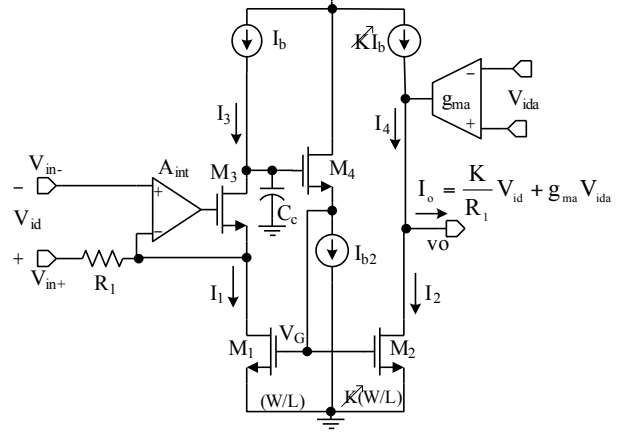 I_b
K I_b
−
g_ma
V_ida
+
I_3
I_4
M_3
A_int
M_4
V_in-
+
I_o = K/R_1 V_id + g_ma V_ida
−
V_id
C_c
−
vo
+
V_in+
R_1
I_b2
I_1
I_2
V_G
M_1
M_2
(W/L)
K(W/L)